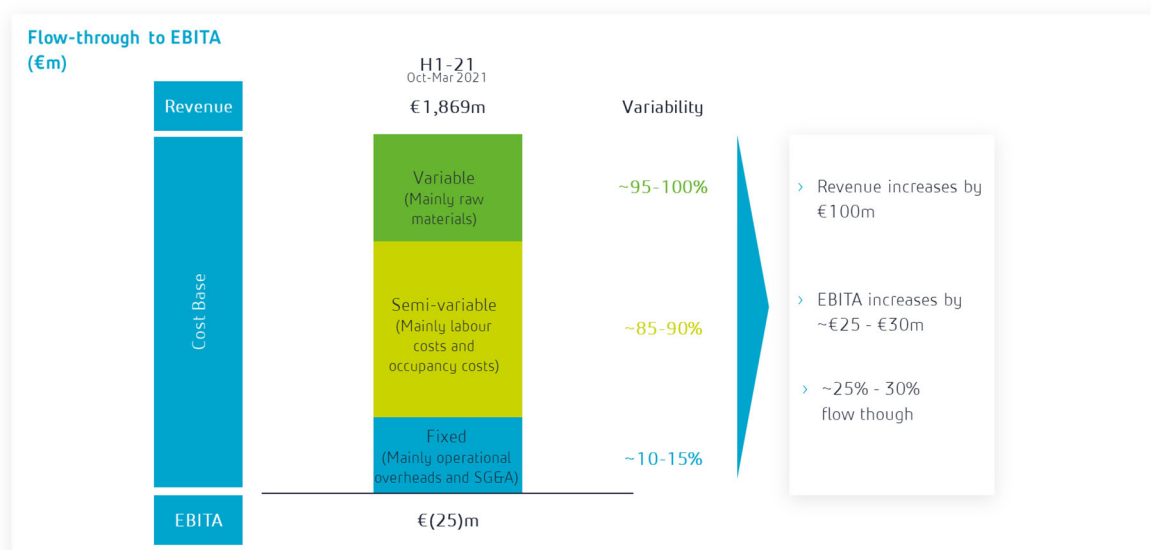 Flow-through to EBITA
(€m)
H1-21
Oct-Mar 2021
Revenue
€1,869m
Variability
Cost Base
Variable
(Mainly raw
materials)
~95-100%
Semi-variable
(Mainly labour
costs and
occupancy costs)
~85-90%
Fixed
(Mainly operational
overheads and SG&A)
~10-15%
EBITA
€(25)m
› Revenue increases by
€100m
› EBITA increases by
~€25 - €30m
› ~25% - 30%
flow though